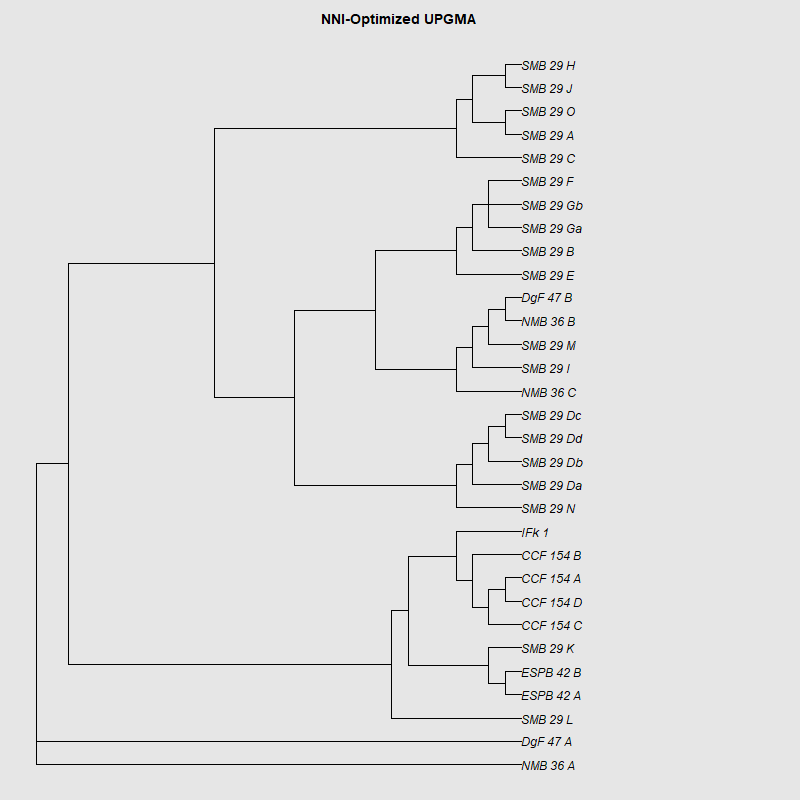 NNI-Optimized UPGMA
SMB 29 H
SMB 29 J
SMB 29 O
SMB 29 A
SMB 29 C
SMB 29 F
SMB 29 Gb
SMB 29 Ga
SMB 29 B
SMB 29 E
DgF 47 B
NMB 36 B
SMB 29 M
SMB 29 I
NMB 36 C
SMB 29 Dc
SMB 29 Dd
SMB 29 Db
SMB 29 Da
SMB 29 N
IFk 1
CCF 154 B
CCF 154 A
CCF 154 D
CCF 154 C
SMB 29 K
ESPB 42 B
ESPB 42 A
SMB 29 L
DgF 47 A
NMB 36 A